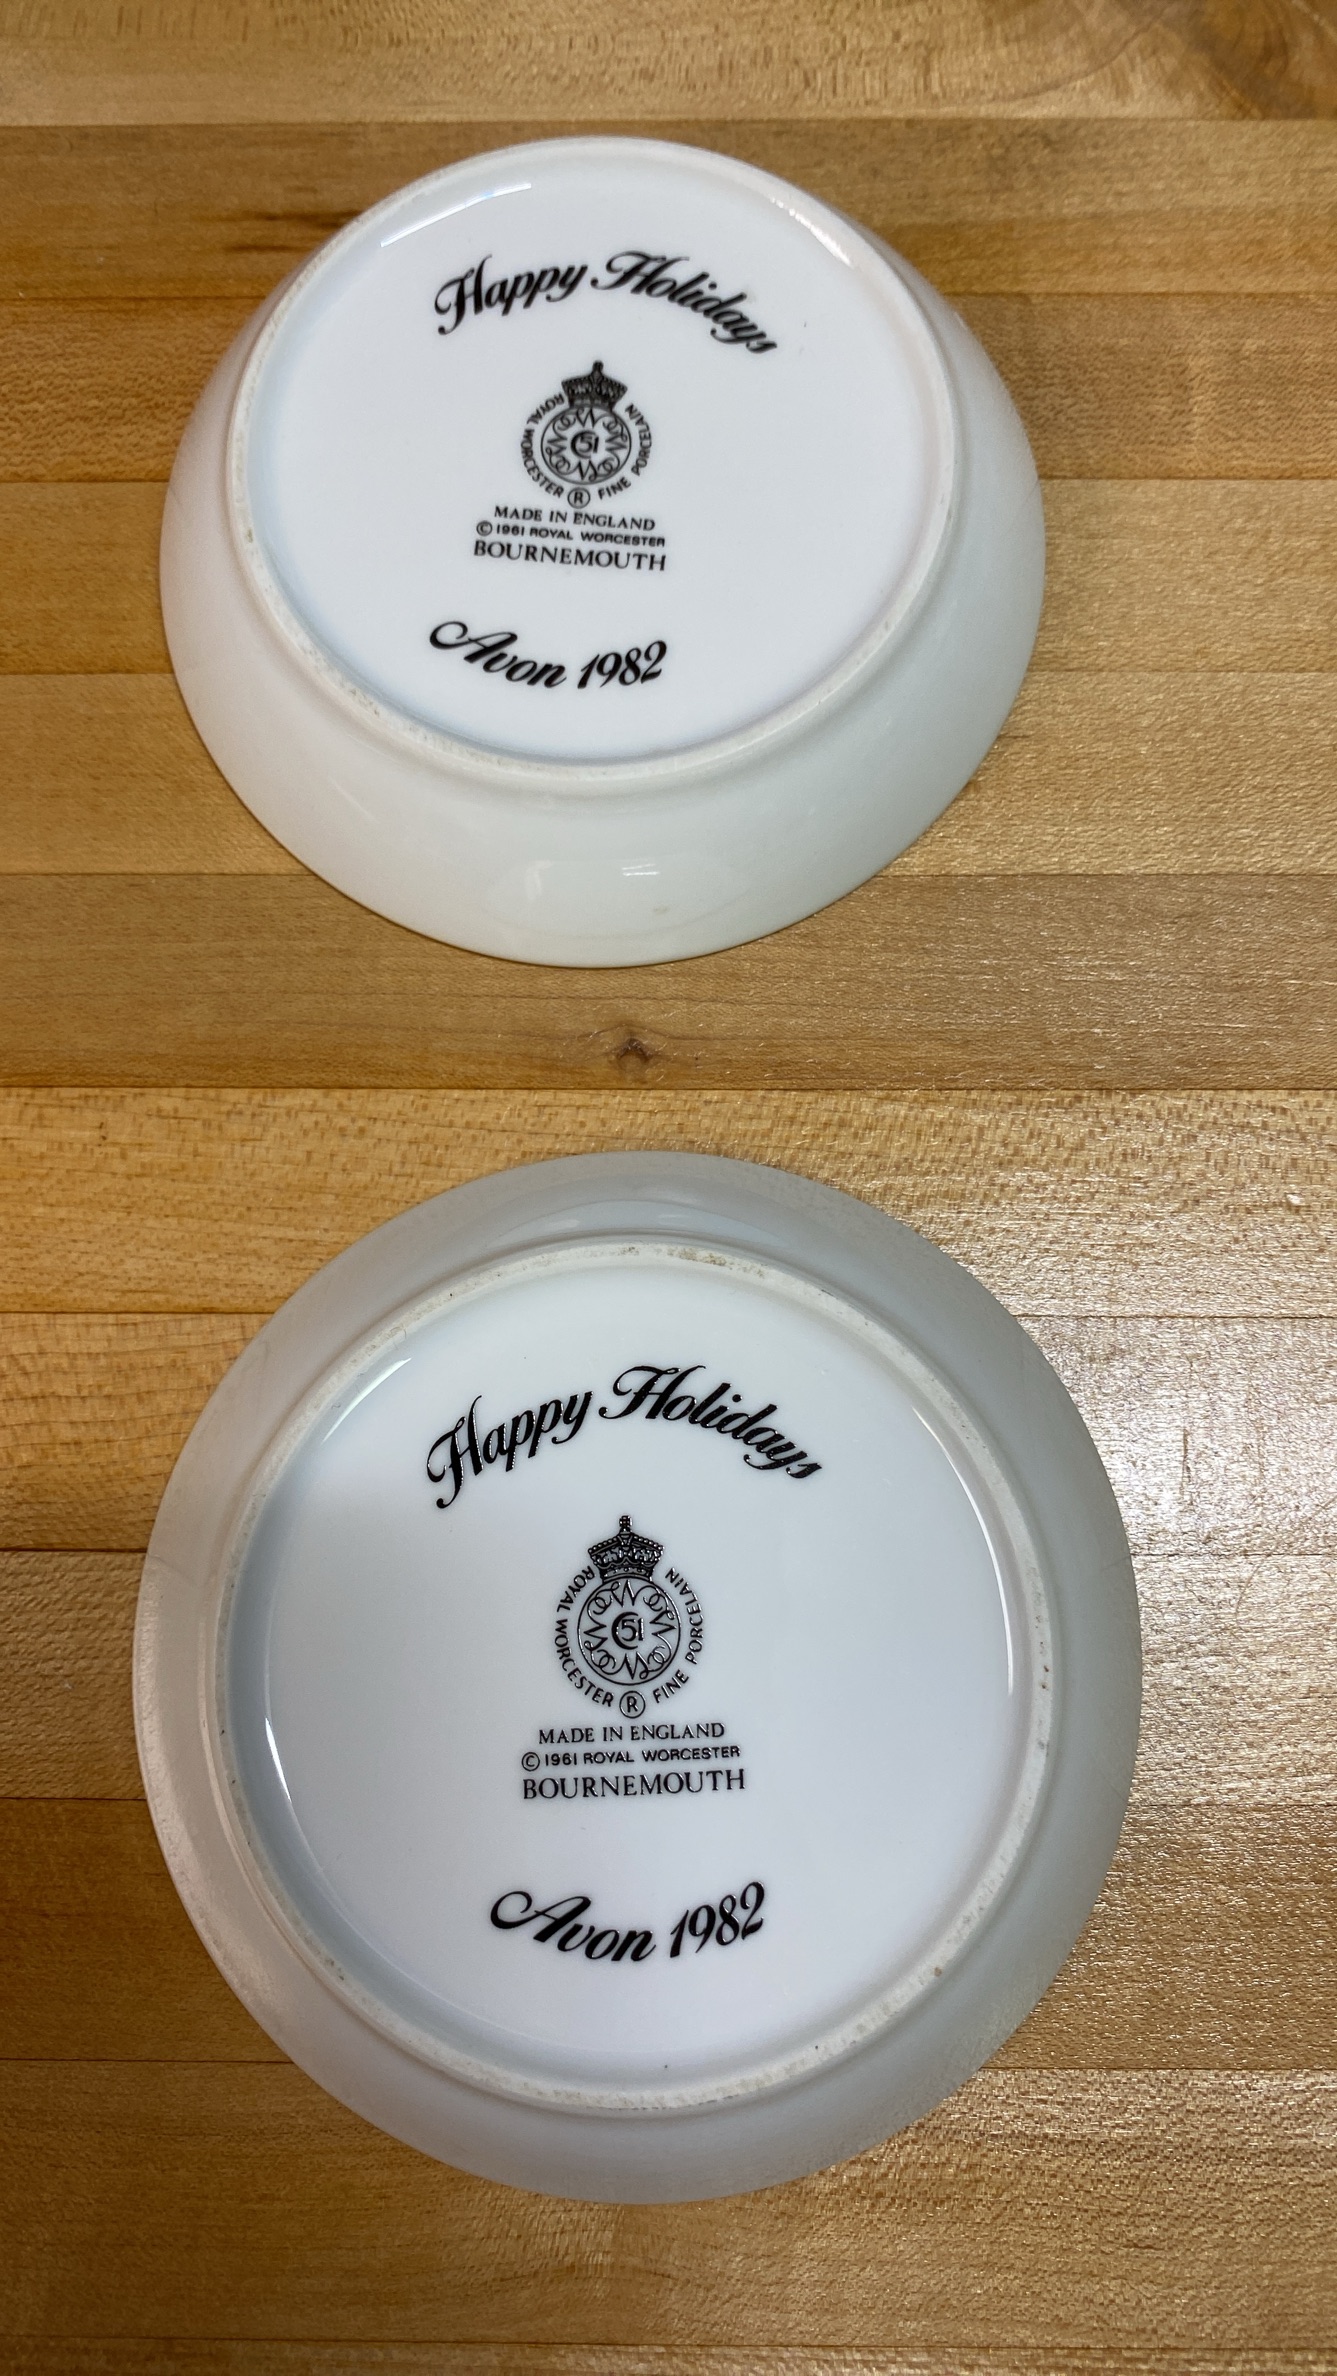 Happy Holidays
ROYAL WORCESTER ® FINE PORCELAIN
51
MADE IN ENGLAND
© 1961 ROYAL WORCESTER
BOURNEMOUTH
Avon 1982
Happy Holidays
ROYAL WORCESTER ® FINE PORCELAIN
51
MADE IN ENGLAND
© 1961 ROYAL WORCESTER
BOURNEMOUTH
Avon 1982